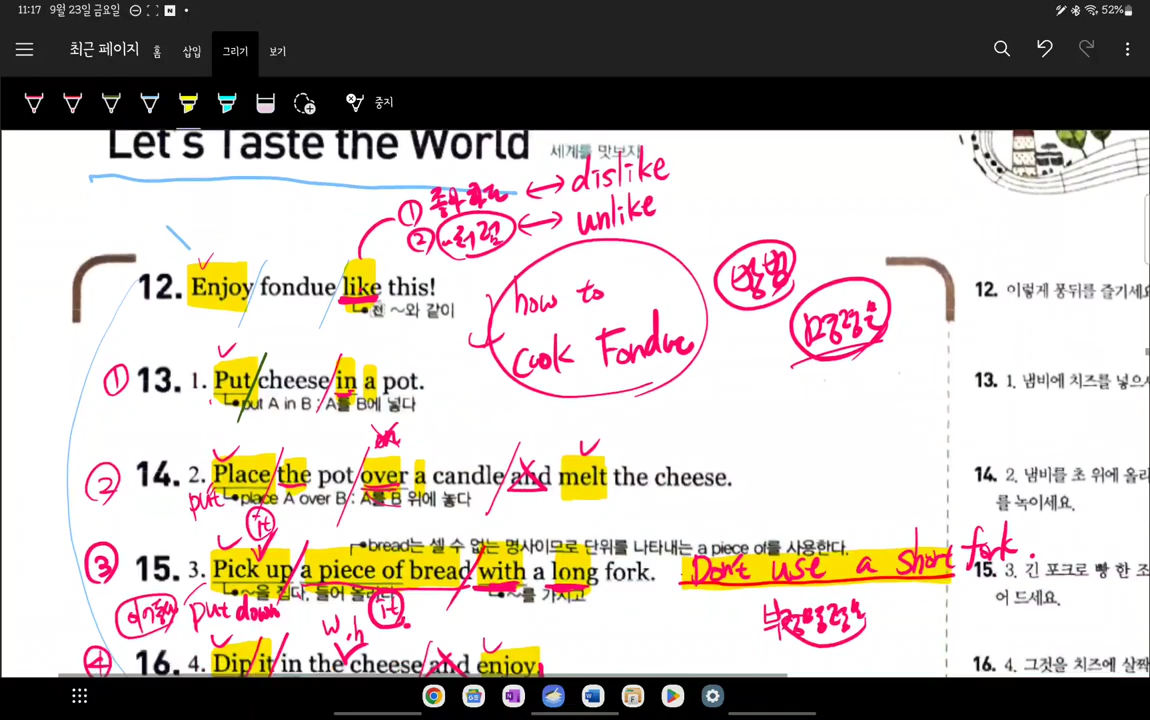 11:17 9월 23일 금요일 N 52%
최근 페이지 홈 삽입 그리기 보기
중지
Let's Taste the World 세계를 맛보자
① 좋아하다 ↔ dislike
② ~처럼 ↔ unlike
12. Enjoy fondue like this!
전 ~와 같이
how to
cook Fondue
방법
명령문
12. 이렇게 퐁뒤를 즐기세요
① 13. 1. Put cheese in a pot.
put A in B : A를 B에 넣다
13. 1. 냄비에 치즈를 넣으
on
② 14. 2. Place the pot over a candle and melt the cheese.
put place A over B : A를 B 위에 놓다
14. 2. 냄비를 초 위에 올리
를 녹이세요.
it
bread는 셀 수 없는 명사이므로 단위를 나타내는 a piece of를 사용한다.
③ 15. 3. Pick up a piece of bread with a long fork. Don't use a short fork.
~을 집다, 들어 올리다 ~를 가지고
15. 3. 긴 포크로 빵 한 조
어 드세요.
put down it
부정명령문
④ 16. 4. Dip it in the cheese and enjoy.
16. 4. 그것을 치즈에 살짝